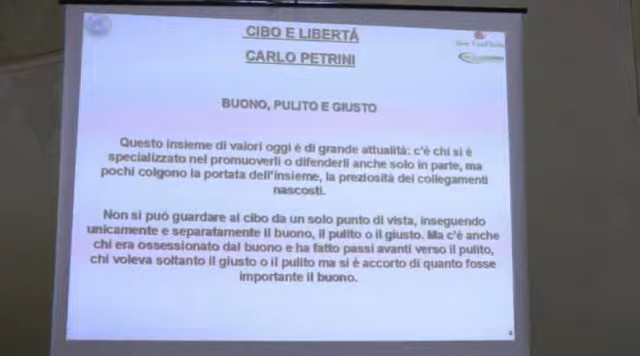 CIBO E LIBERTÁ
CARLO PETRINI
BUONO, PULITO E GIUSTO
Questo insieme di valori oggi è di grande attualità: c'è chi si è
specializzato nel promuoverli o difenderli anche solo in parte, ma
pochi colgono la portata dell'insieme, la preziosità dei collegamenti
nascosti.
Non si può guardare al cibo da un solo punto di vista, inseguendo
unicamente e separatamente il buono, il pulito o il giusto. Ma c'è anche
chi era ossessionato dal buono e ha fatto passi avanti verso il pulito,
chi voleva soltanto il giusto o il pulito ma si è accorto di quanto fosse
importante il buono.